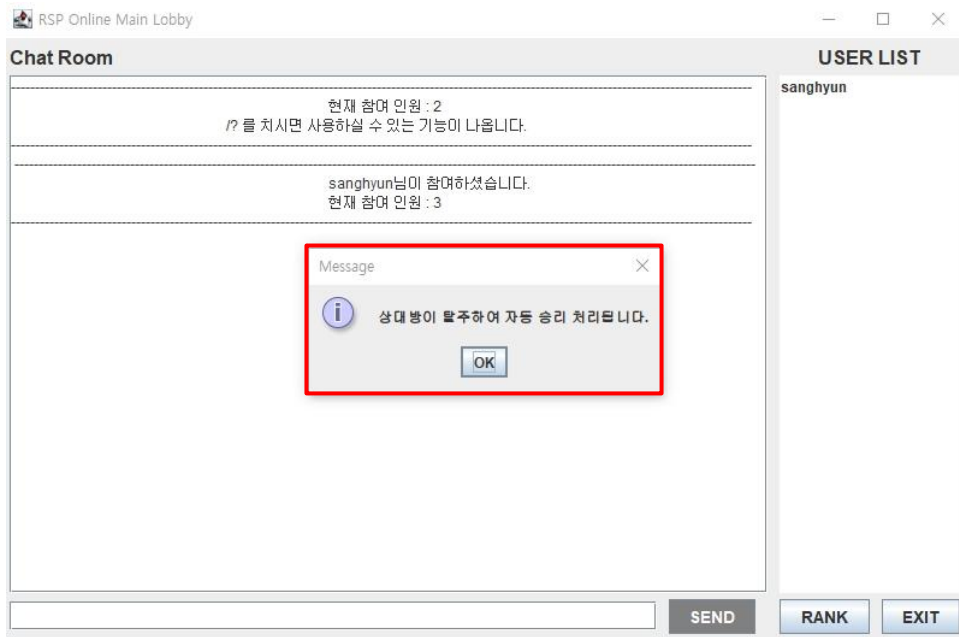 RSP Online Main Lobby
Chat Room
USER LIST
sanghyun
현재 참여 인원 : 2
/? 를 치시면 사용하실 수 있는 기능이 나옵니다.
sanghyun님이 참여하셨습니다.
현재 참여 인원 : 3
Message
i
상대방이 탈주하여 자동 승리 처리됩니다.
OK
SEND
RANK
EXIT